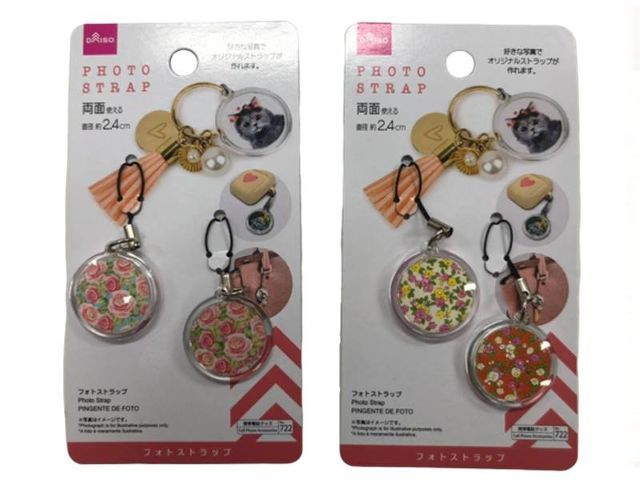 DAISO
PHOTO
STRAP
両面使える
直径 約2.4cm
好きな写真で
オリジナルストラップが
作れます。
フォトストラップ
Photo Strap
PINGENTE DE FOTO
※写真はイメージです。
*Photograph is for illustrative purposes only.
*A foto é meramente ilustrativa.
携帯電話グッズ
Cell Phone Accessories
No.
722
フォトストラップ
DAISO
PHOTO
STRAP
両面使える
直径 約2.4cm
好きな写真で
オリジナルストラップが
作れます。
フォトストラップ
Photo Strap
PINGENTE DE FOTO
※写真はイメージです。
*Photograph is for illustrative purposes only.
*A foto é meramente ilustrativa.
携帯電話グッズ
Cell Phone Accessories
No.
722
フォトストラップ